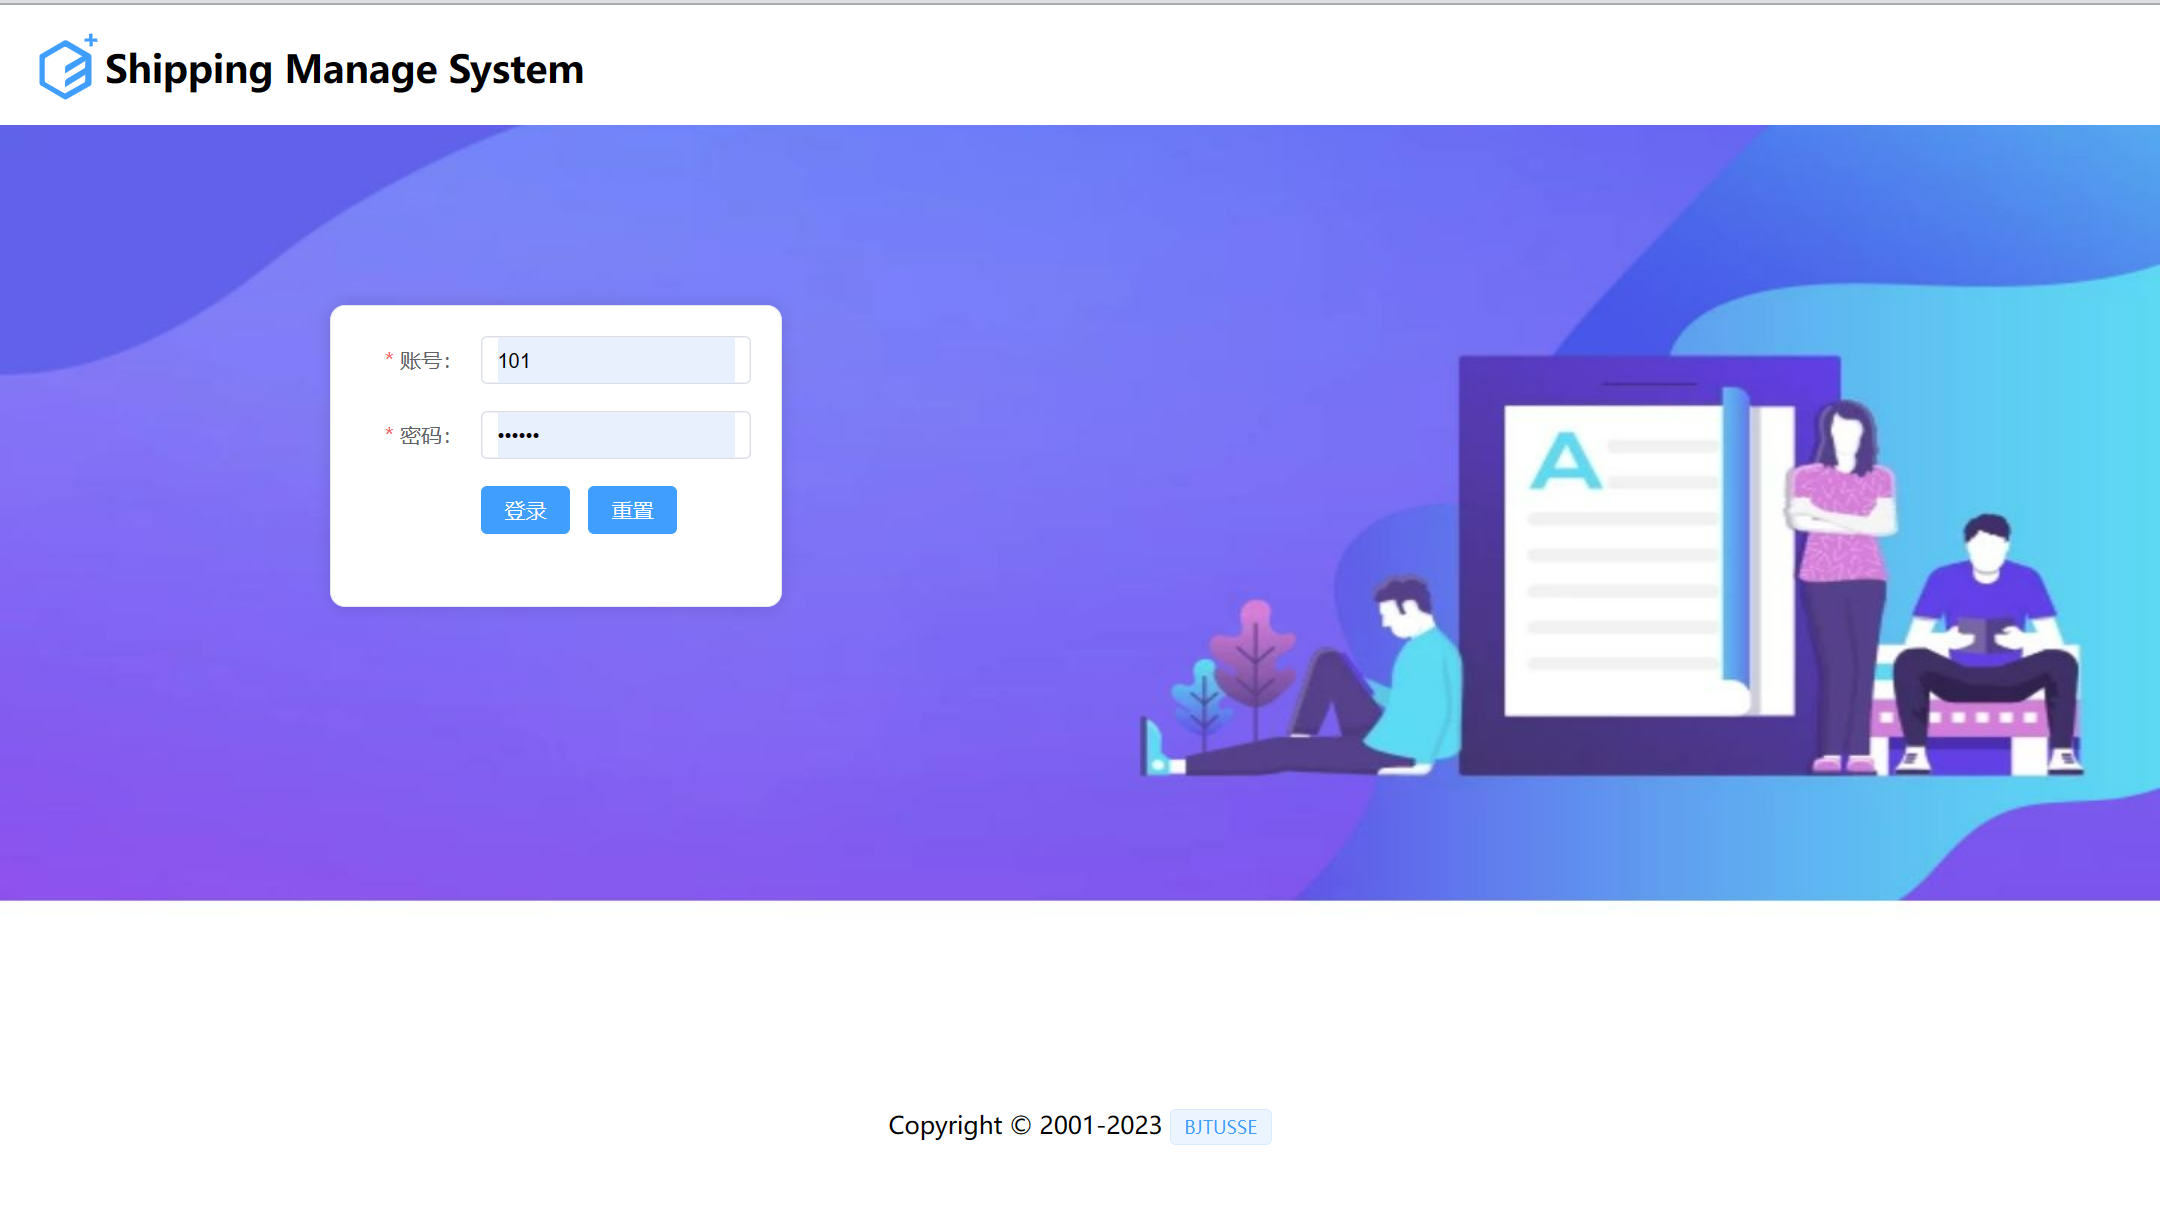 Shipping Manage System
* 账号: 101
* 密码: ••••••
登录 重置
A
Copyright © 2001-2023 BJTUSSE